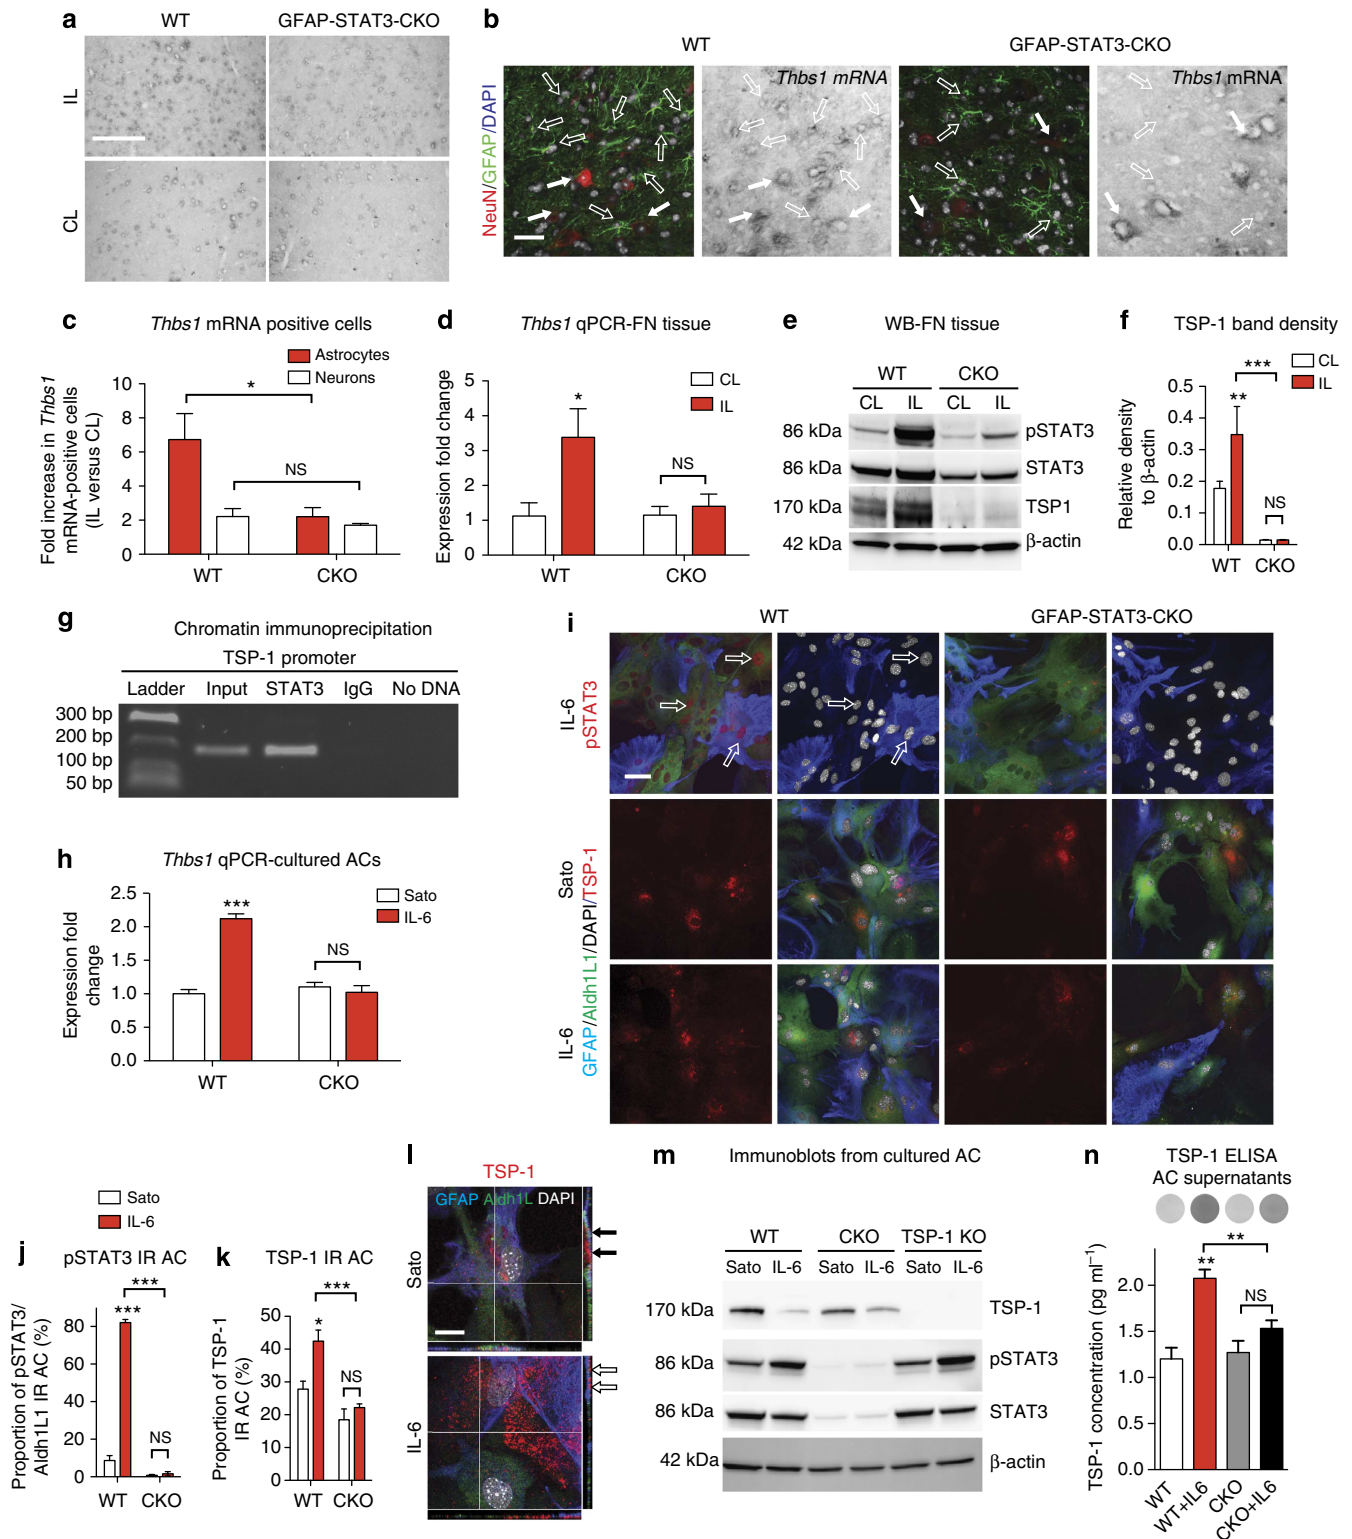 a
WT GFAP-STAT3-CKO
IL
CL
b
WT GFAP-STAT3-CKO
NeuN/GFAP/DAPI
Thbs1 mRNA
Thbs1 mRNA
c
Thbs1 mRNA positive cells
Astrocytes
Neurons
Fold increase in Thbs1
mRNA-positive cells
(IL versus CL)
10
8
6
4
2
0
*
NS
WT CKO
d
Thbs1 qPCR-FN tissue
CL
IL
Expression fold change
5
4
3
2
1
0
*
NS
WT CKO
e
WB-FN tissue
WT CKO
CL IL CL IL
86 kDa pSTAT3
86 kDa STAT3
170 kDa TSP1
42 kDa β-actin
f
TSP-1 band density
CL
IL
Relative density
to β-actin
0.5
0.4
0.3
0.2
0.1
0.0
***
**
NS
WT CKO
g
Chromatin immunoprecipitation
TSP-1 promoter
Ladder Input STAT3 IgG No DNA
300 bp
200 bp
100 bp
50 bp
h
Thbs1 qPCR-cultured ACs
Sato
IL-6
Expression fold
change
2.5
2.0
1.5
1.0
0.5
0.0
***
NS
WT CKO
i
WT GFAP-STAT3-CKO
IL-6
pSTAT3
Sato
IL-6
GFAP/Aldh1L1/DAPI/TSP-1
Sato
IL-6
j
pSTAT3 IR AC
Proportion of pSTAT3/
Aldh1L1 IR AC (%)
80
60
40
20
0
***
***
NS
WT CKO
k
TSP-1 IR AC
Proportion of TSP-1
IR AC (%)
50
40
30
20
10
0
***
*
NS
WT CKO
l
TSP-1
GFAP Aldh1L DAPI
Sato
IL-6
m
Immunoblots from cultured AC
WT CKO TSP-1 KO
Sato IL-6 Sato IL-6 Sato IL-6
170 kDa TSP-1
86 kDa pSTAT3
86 kDa STAT3
42 kDa β-actin
n
TSP-1 ELISA
AC supernatants
TSP-1 concentration (pg ml⁻¹)
2.0
1.5
1.0
0.5
0.0
**
**
NS
WT
WT+IL6
CKO
CKO+IL6